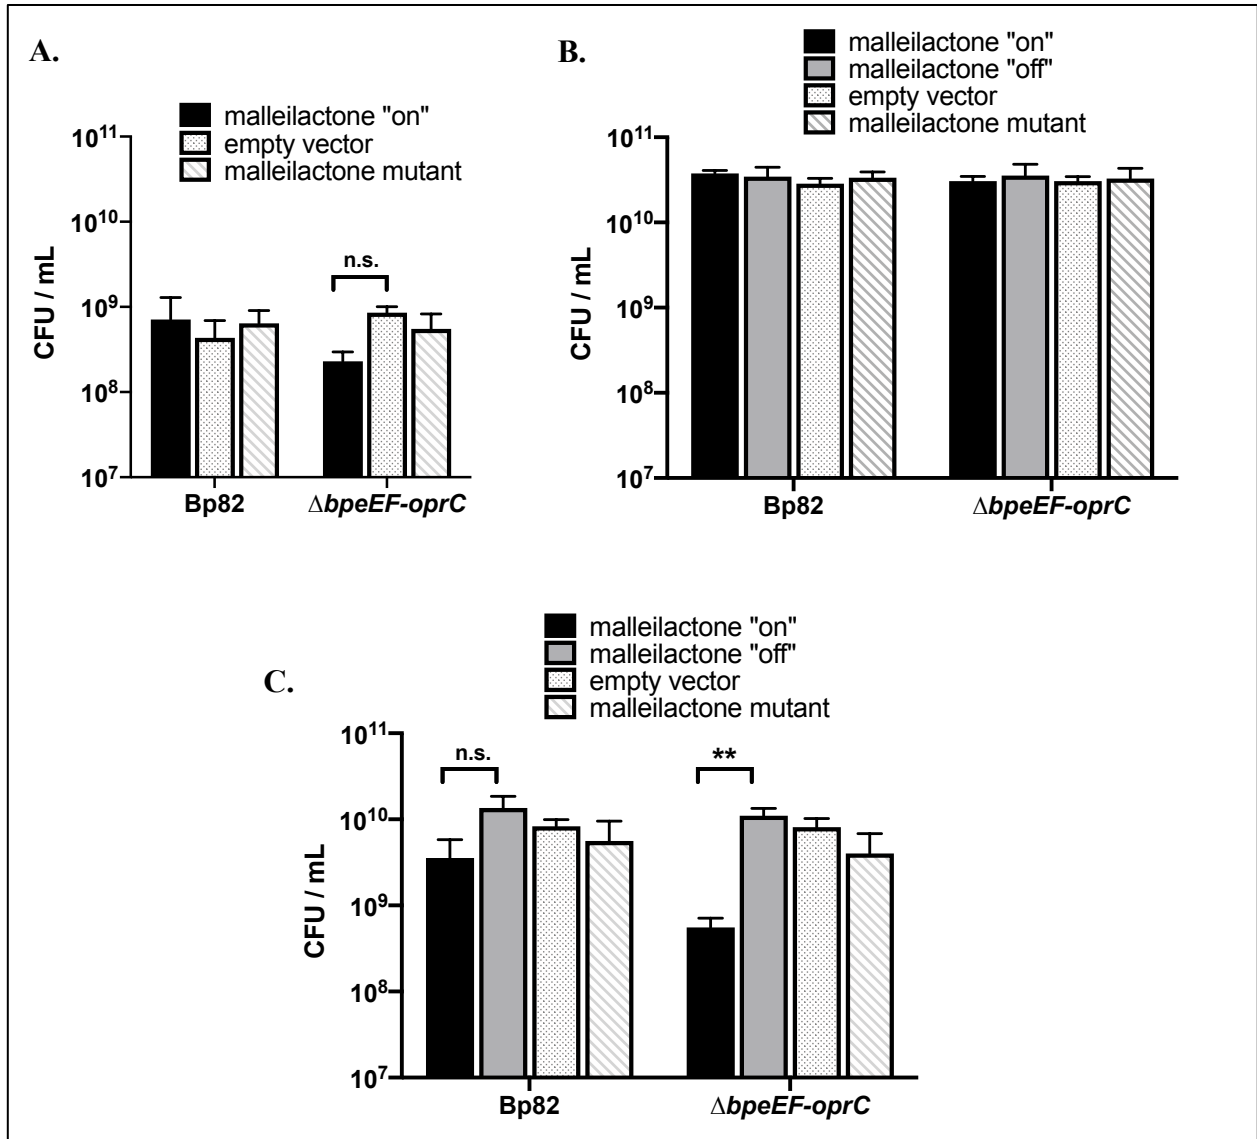 A.
malleilactone "on"
empty vector
malleilactone mutant
10¹¹
10¹⁰
10⁹
10⁸
10⁷
CFU / mL
n.s.
Bp82
ΔbpeEF-oprC
B.
malleilactone "on"
malleilactone "off"
empty vector
malleilactone mutant
10¹¹
10¹⁰
10⁹
10⁸
10⁷
CFU / mL
Bp82
ΔbpeEF-oprC
C.
malleilactone "on"
malleilactone "off"
empty vector
malleilactone mutant
10¹¹
10¹⁰
10⁹
10⁸
10⁷
CFU / mL
n.s.
**
Bp82
ΔbpeEF-oprC